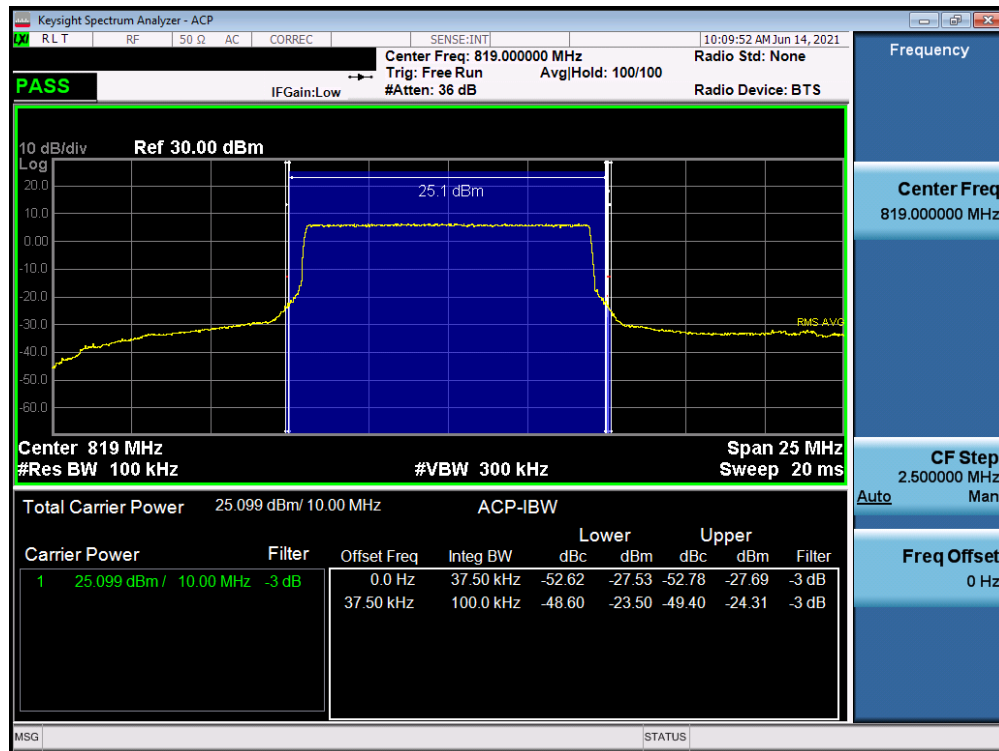 Keysight Spectrum Analyzer - ACP
LXI RLT RF 50 Ω AC CORREC SENSE:INT 10:09:52 AM Jun 14, 2021
Center Freq: 819.000000 MHz Radio Std: None
Trig: Free Run Avg|Hold: 100/100
PASS IFGain:Low #Atten: 36 dB Radio Device: BTS
10 dB/div Ref 30.00 dBm
Log
20.0
25.1 dBm
10.0
0.00
-10.0
-20.0
-30.0
RMS AVG
-40.0
-50.0
-60.0
Center 819 MHz Span 25 MHz
#Res BW 100 kHz #VBW 300 kHz Sweep 20 ms
Total Carrier Power 25.099 dBm/ 10.00 MHz ACP-IBW
Lower Upper
Carrier Power Filter Offset Freq Integ BW dBc dBm dBc dBm Filter
1 25.099 dBm / 10.00 MHz -3 dB 0.0 Hz 37.50 kHz -52.62 -27.53 -52.78 -27.69 -3 dB
37.50 kHz 100.0 kHz -48.60 -23.50 -49.40 -24.31 -3 dB
Frequency
Center Freq
819.000000 MHz
CF Step
2.500000 MHz
Auto Man
Freq Offset
0 Hz
MSG STATUS